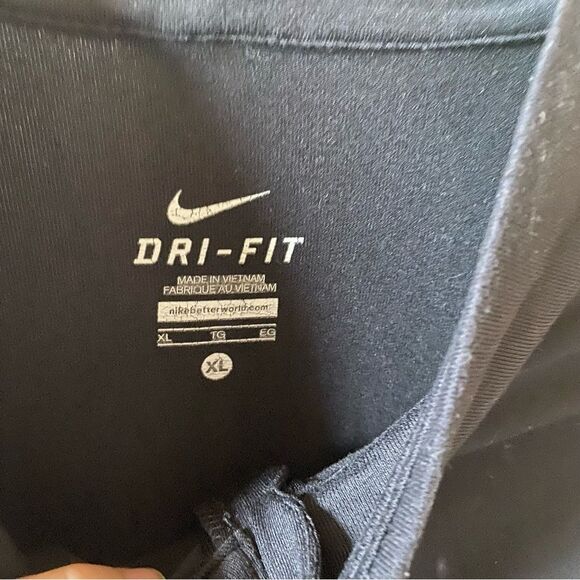 DRI-FIT
MADE IN VIETNAM
FABRIQUE AU VIETNAM
nikebetterworld.com
XL TG EG
XL